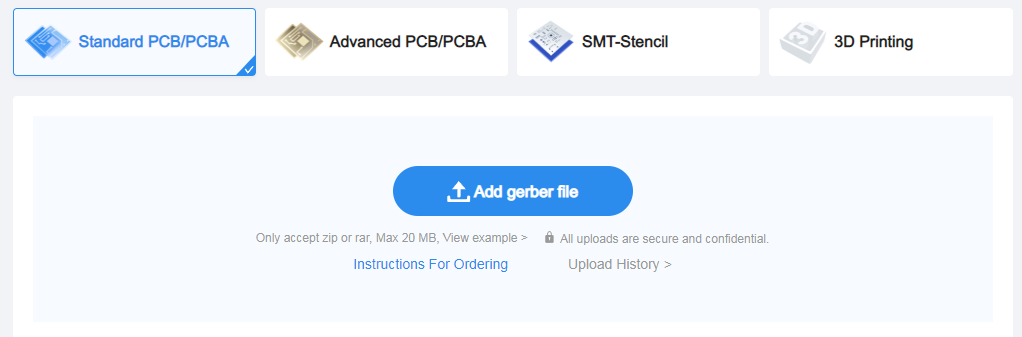 Standard PCB/PCBA
Advanced PCB/PCBA
SMT-Stencil
3D Printing
Add gerber file
Only accept zip or rar, Max 20 MB, View example > All uploads are secure and confidential.
Instructions For Ordering Upload History >